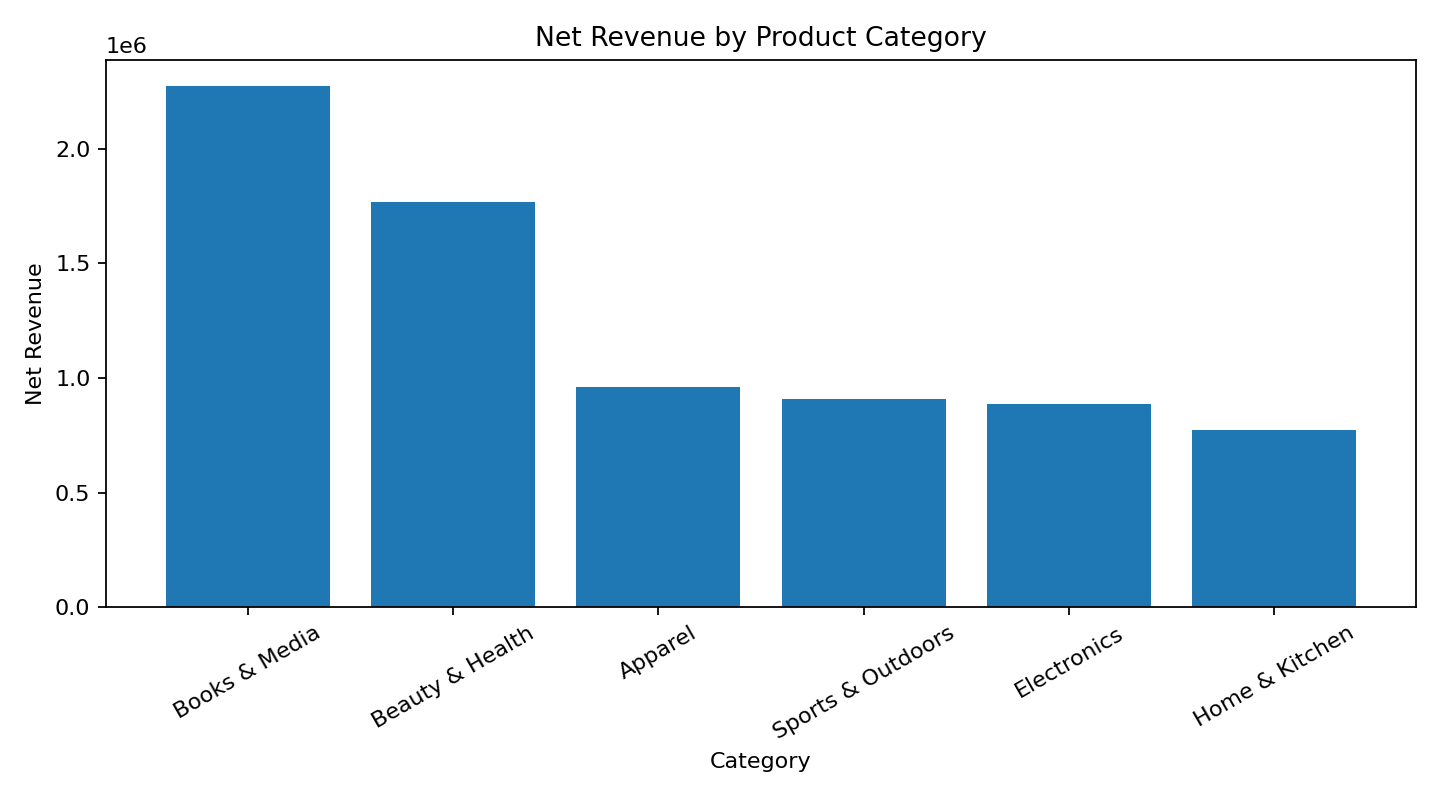 Net Revenue by Product Category
1e6
2.0
1.5
1.0
0.5
0.0
Net Revenue
Books & Media
Beauty & Health
Apparel
Sports & Outdoors
Electronics
Home & Kitchen
Category